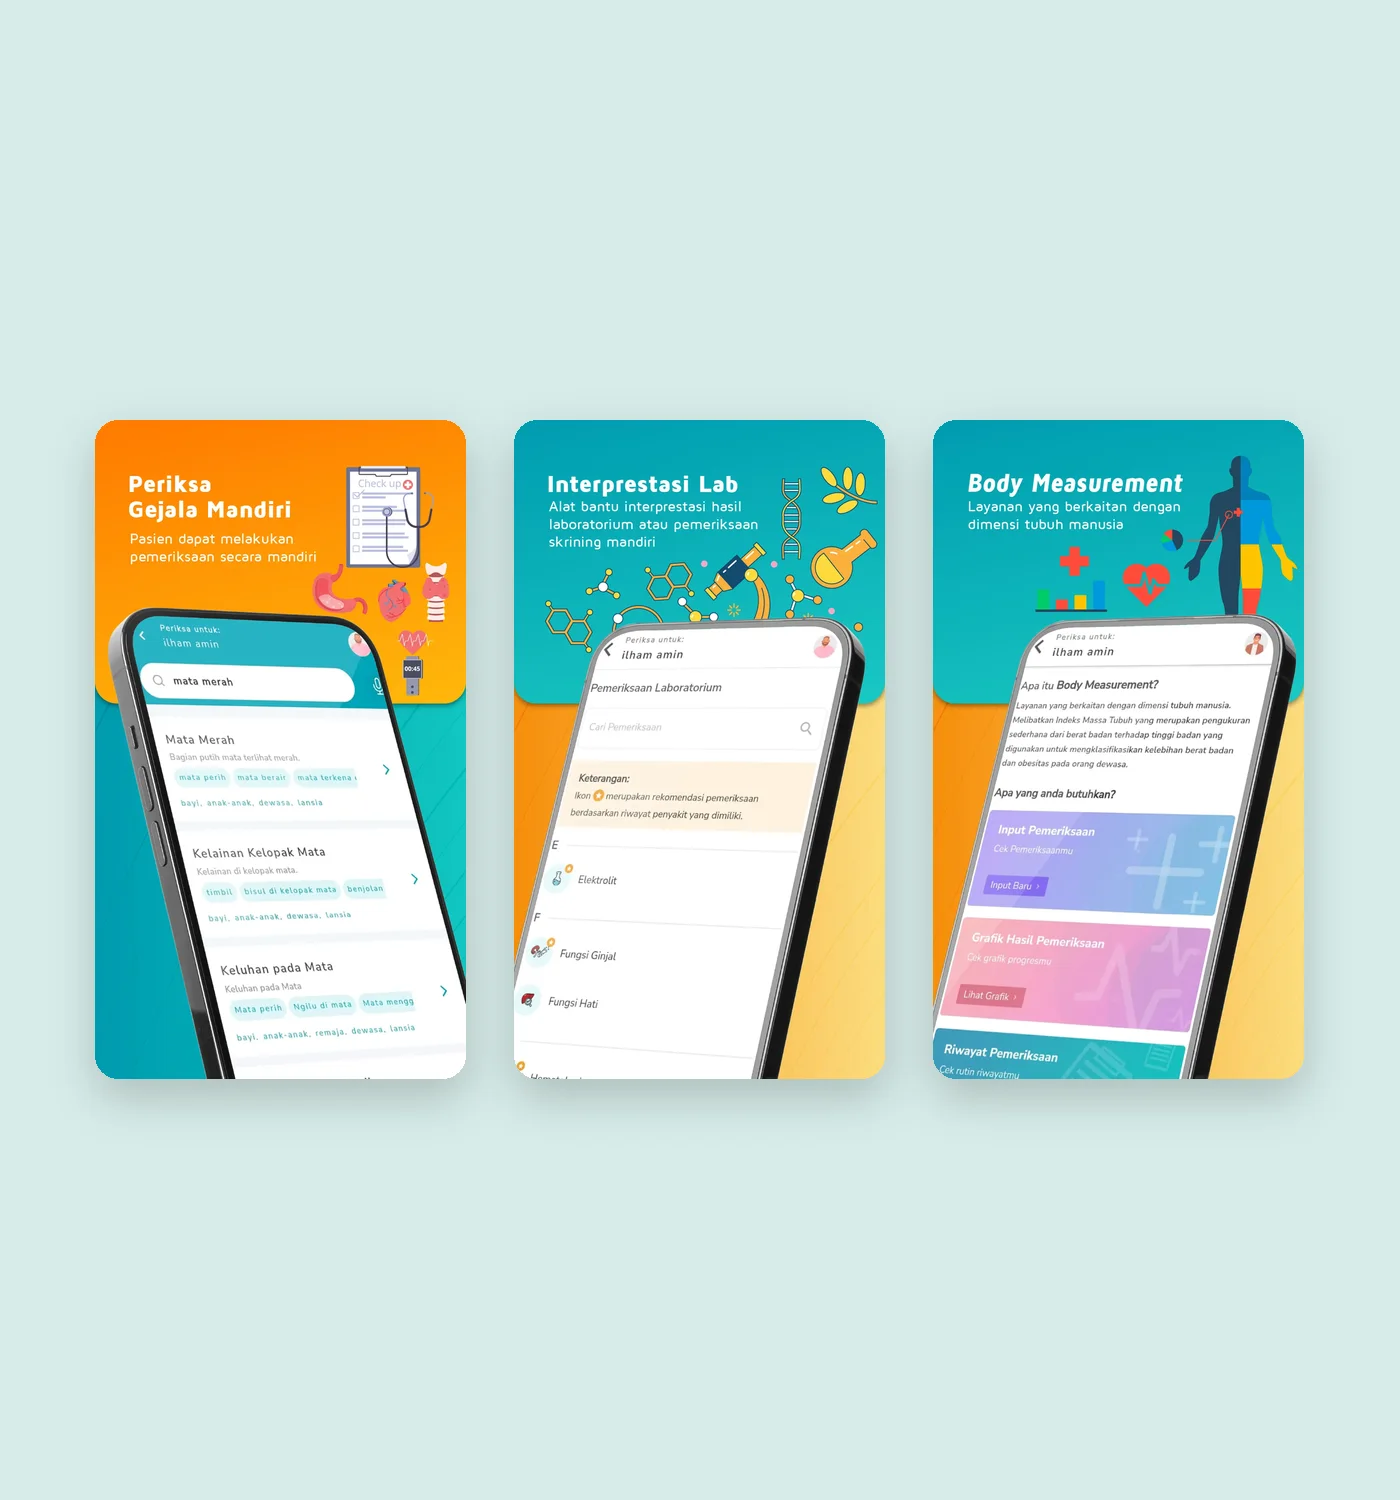 Periksa
Gejala Mandiri
Pasien dapat melakukan
pemeriksaan secara mandiri
Check up
00:45
Periksa untuk:
ilham amin
mata merah
Mata Merah
Bagian putih mata terlihat merah.
mata perih mata berair mata terkena
bayi, anak-anak, dewasa, lansia
Kelainan Kelopak Mata
Kelainan di kelopak mata.
timbil bisul di kelopak mata benjolan
bayi, anak-anak, dewasa, lansia
Keluhan pada Mata
Keluhan pada Mata
Mata perih Ngilu di mata Mata mengg
bayi, anak-anak, remaja, dewasa, lansia
Interprestasi Lab
Alat bantu interprestasi hasil
laboratorium atau pemeriksaan
skrining mandiri
Periksa untuk:
ilham amin
Pemeriksaan Laboratorium
Cari Pemeriksaan
Keterangan:
Ikon merupakan rekomendasi pemeriksaan
berdasarkan riwayat penyakit yang dimiliki.
E
Elektrolit
F
Fungsi Ginjal
Fungsi Hati
Body Measurement
Layanan yang berkaitan dengan
dimensi tubuh manusia
Periksa untuk:
ilham amin
Apa itu Body Measurement?
Layanan yang berkaitan dengan dimensi tubuh manusia.
Melibatkan Indeks Massa Tubuh yang merupakan pengukuran
sederhana dari berat badan terhadap tinggi badan yang
digunakan untuk mengklasifikasikan kelebihan berat badan
dan obesitas pada orang dewasa.
Apa yang anda butuhkan?
Input Pemeriksaan
Cek Pemeriksaanmu
Input Baru
Grafik Hasil Pemeriksaan
Cek grafik progresmu
Lihat Grafik
Riwayat Pemeriksaan
Cek rutin riwayatmu